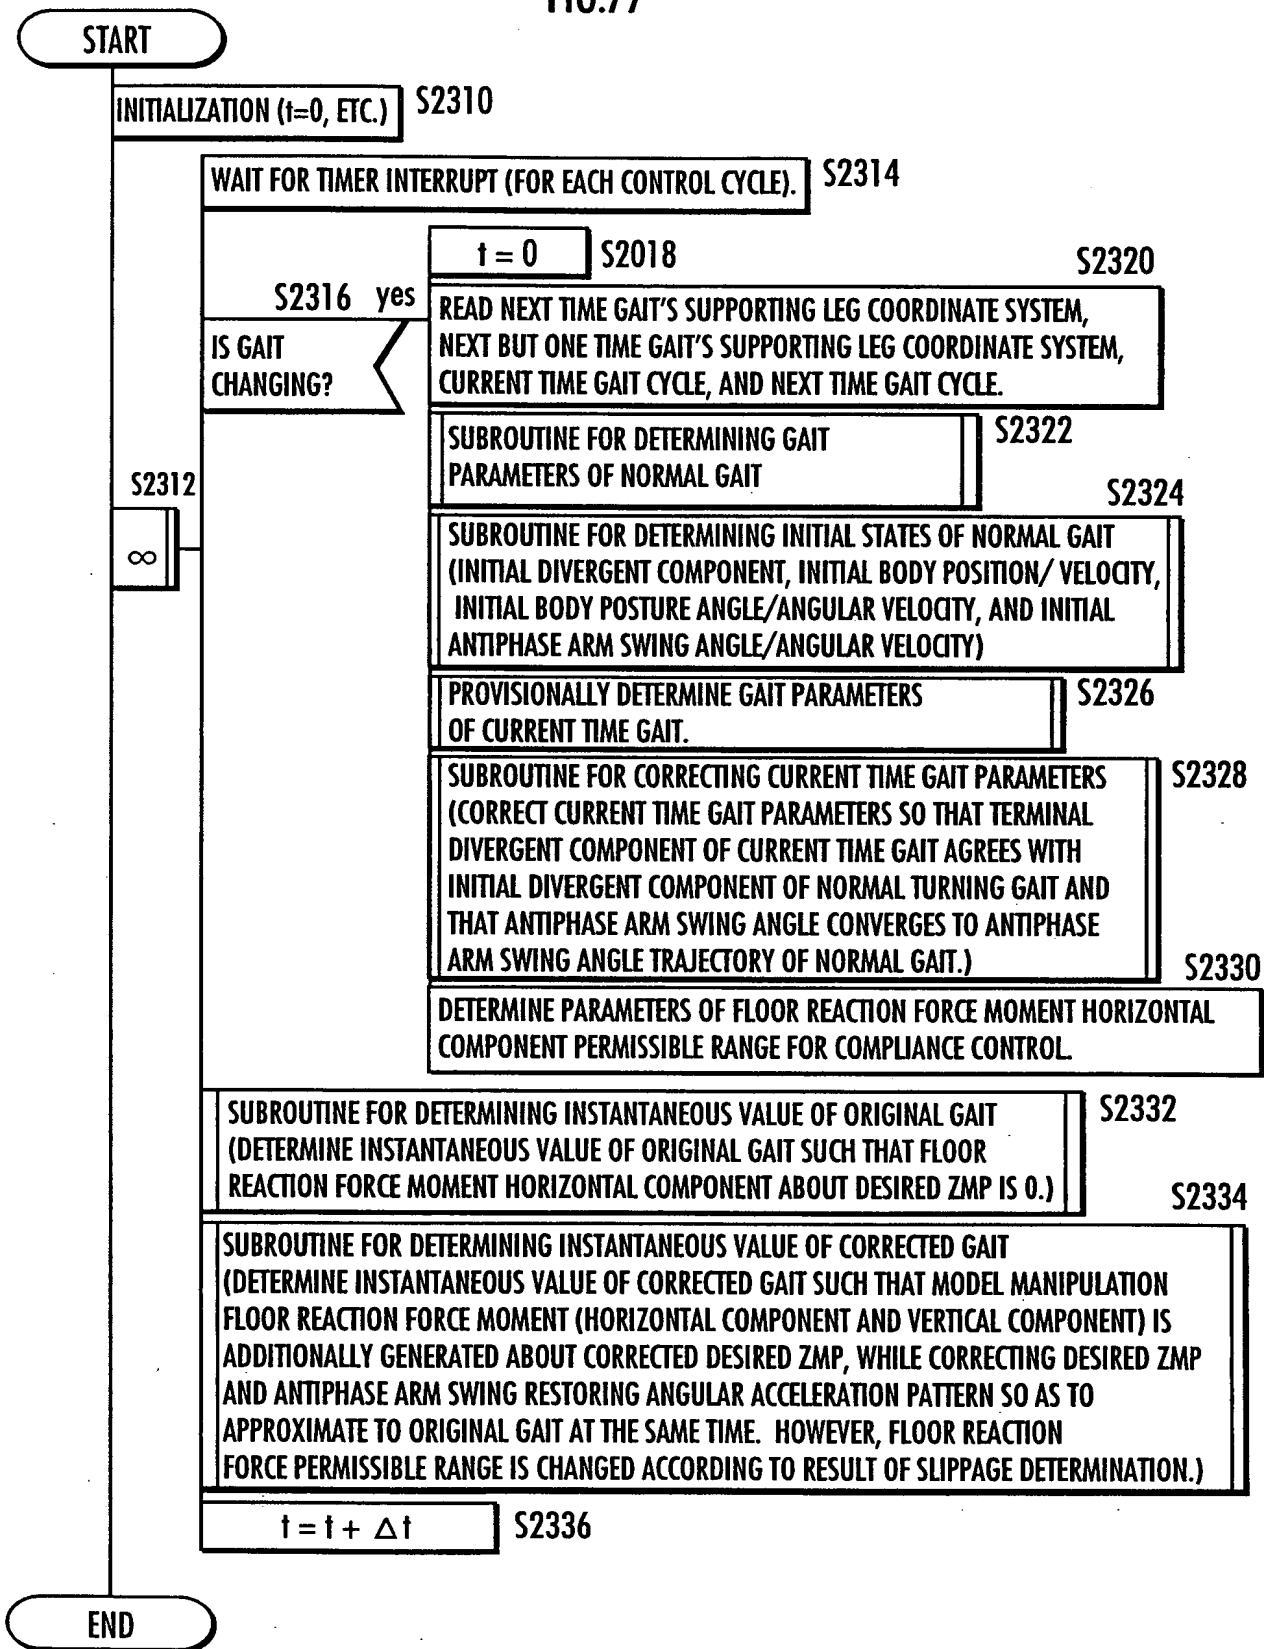 FIG.77
START
INITIALIZATION (t=0, ETC.) S2310
WAIT FOR TIMER INTERRUPT (FOR EACH CONTROL CYCLE). S2314
t = 0 S2018
S2320
S2316 yes
IS GAIT
CHANGING?
READ NEXT TIME GAIT'S SUPPORTING LEG COORDINATE SYSTEM,
NEXT BUT ONE TIME GAIT'S SUPPORTING LEG COORDINATE SYSTEM,
CURRENT TIME GAIT CYCLE, AND NEXT TIME GAIT CYCLE.
SUBROUTINE FOR DETERMINING GAIT
PARAMETERS OF NORMAL GAIT
S2322
S2312
∞
S2324
SUBROUTINE FOR DETERMINING INITIAL STATES OF NORMAL GAIT
(INITIAL DIVERGENT COMPONENT, INITIAL BODY POSITION/ VELOCITY,
INITIAL BODY POSTURE ANGLE/ANGULAR VELOCITY, AND INITIAL
ANTIPHASE ARM SWING ANGLE/ANGULAR VELOCITY)
PROVISIONALLY DETERMINE GAIT PARAMETERS
OF CURRENT TIME GAIT.
S2326
SUBROUTINE FOR CORRECTING CURRENT TIME GAIT PARAMETERS
(CORRECT CURRENT TIME GAIT PARAMETERS SO THAT TERMINAL
DIVERGENT COMPONENT OF CURRENT TIME GAIT AGREES WITH
INITIAL DIVERGENT COMPONENT OF NORMAL TURNING GAIT AND
THAT ANTIPHASE ARM SWING ANGLE CONVERGES TO ANTIPHASE
ARM SWING ANGLE TRAJECTORY OF NORMAL GAIT.)
S2328
S2330
DETERMINE PARAMETERS OF FLOOR REACTION FORCE MOMENT HORIZONTAL
COMPONENT PERMISSIBLE RANGE FOR COMPLIANCE CONTROL.
SUBROUTINE FOR DETERMINING INSTANTANEOUS VALUE OF ORIGINAL GAIT
(DETERMINE INSTANTANEOUS VALUE OF ORIGINAL GAIT SUCH THAT FLOOR
REACTION FORCE MOMENT HORIZONTAL COMPONENT ABOUT DESIRED ZMP IS 0.)
S2332
S2334
SUBROUTINE FOR DETERMINING INSTANTANEOUS VALUE OF CORRECTED GAIT
(DETERMINE INSTANTANEOUS VALUE OF CORRECTED GAIT SUCH THAT MODEL MANIPULATION
FLOOR REACTION FORCE MOMENT (HORIZONTAL COMPONENT AND VERTICAL COMPONENT) IS
ADDITIONALLY GENERATED ABOUT CORRECTED DESIRED ZMP, WHILE CORRECTING DESIRED ZMP
AND ANTIPHASE ARM SWING RESTORING ANGULAR ACCELERATION PATTERN SO AS TO
APPROXIMATE TO ORIGINAL GAIT AT THE SAME TIME. HOWEVER, FLOOR REACTION
FORCE PERMISSIBLE RANGE IS CHANGED ACCORDING TO RESULT OF SLIPPAGE DETERMINATION.)
t = t + Δt S2336
END